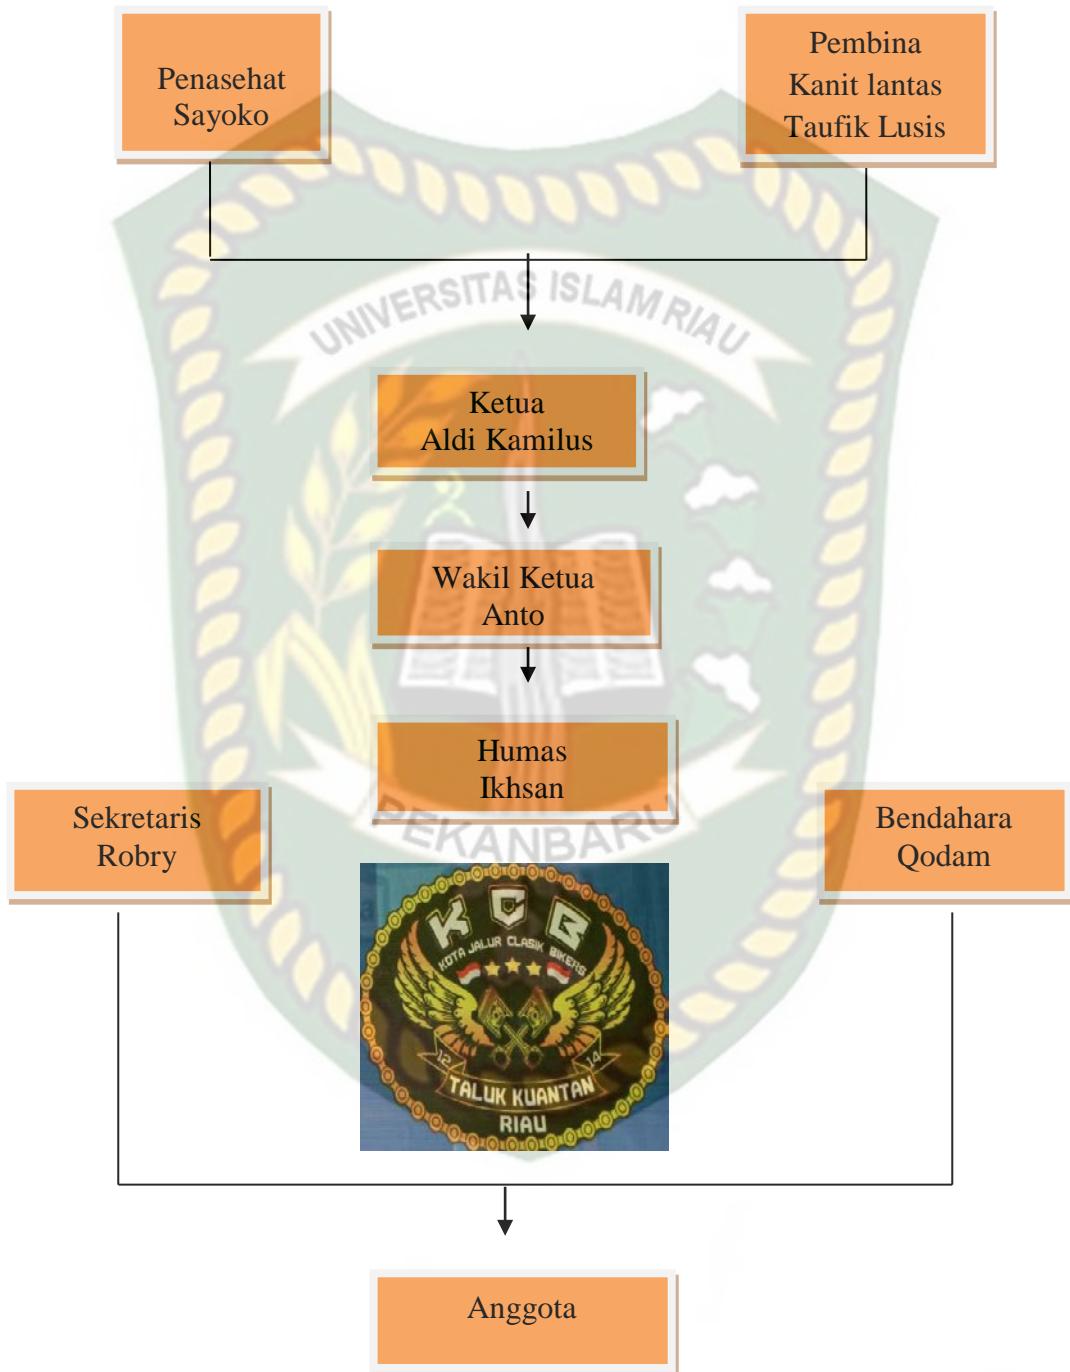 Penasehat
Sayoko
Pembina
Kanit lantas
Taufik Lusis
UNIVERSITAS ISLAM RIAU
Ketua
Aldi Kamilus
Wakil Ketua
Anto
Humas
Ikhsan
PEKANBARU
Sekretaris
Robry
Bendahara
Qodam
KCB
KOTA JALUR CLASIK BIKERS
12 14
TALUK KUANTAN
RIAU
Anggota